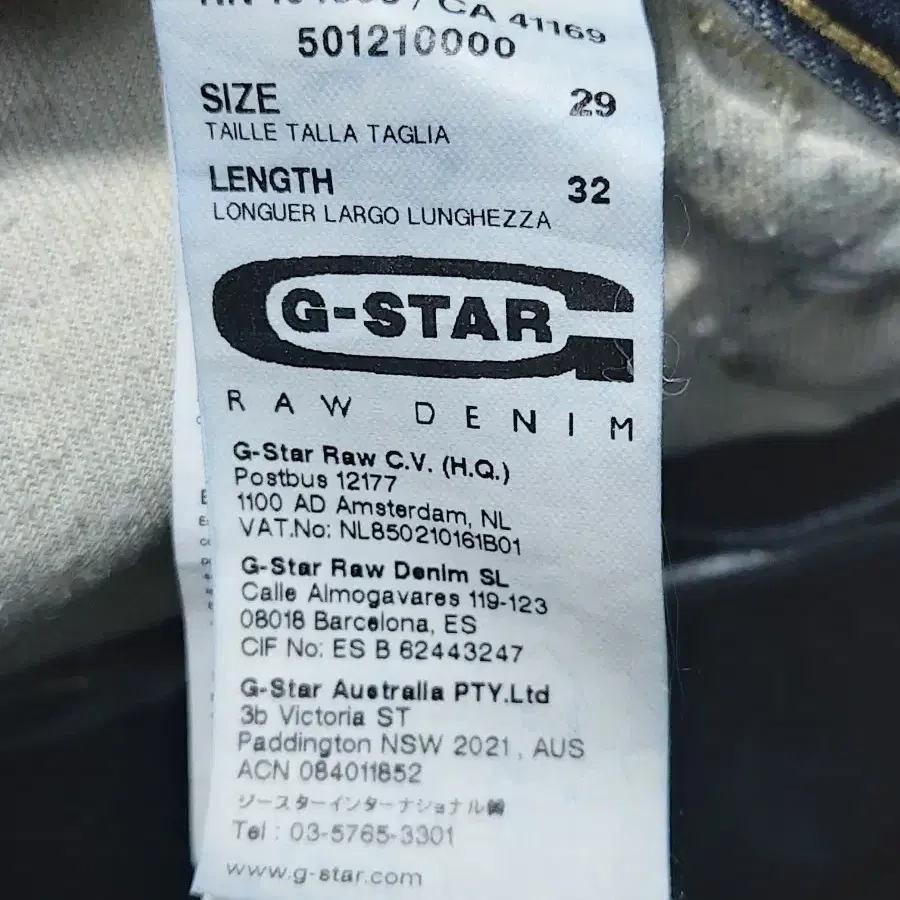 / CA 41169
501210000
SIZE 29
TAILLE TALLA TAGLIA
LENGTH 32
LONGUER LARGO LUNGHEZZA
G-STAR
RAW DENIM
G-Star Raw C.V. (H.Q.)
Postbus 12177
1100 AD Amsterdam, NL
VAT.No: NL850210161B01
G-Star Raw Denim SL
Calle Almogavares 119-123
08018 Barcelona, ES
CIF No: ES B 62443247
G-Star Australia PTY.Ltd
3b Victoria ST
Paddington NSW 2021, AUS
ACN 084011852
ジースターインターナショナル㈱
Tel : 03-5765-3301
www.g-star.com